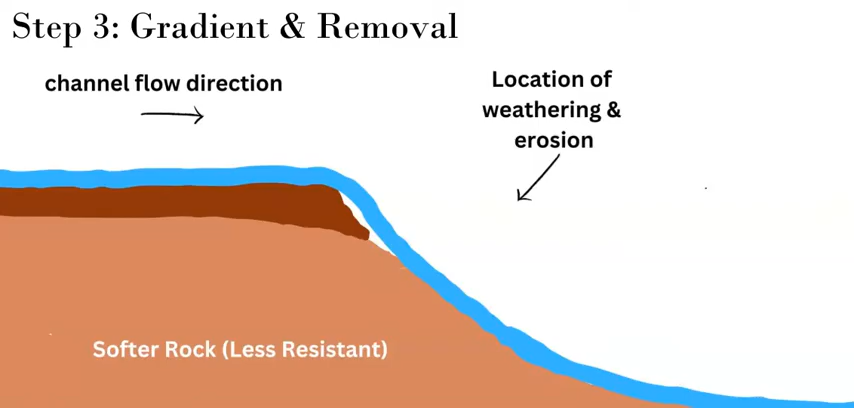 Step 3: Gradient & Removal
channel flow direction
Location of
weathering &
erosion
Softer Rock (Less Resistant)